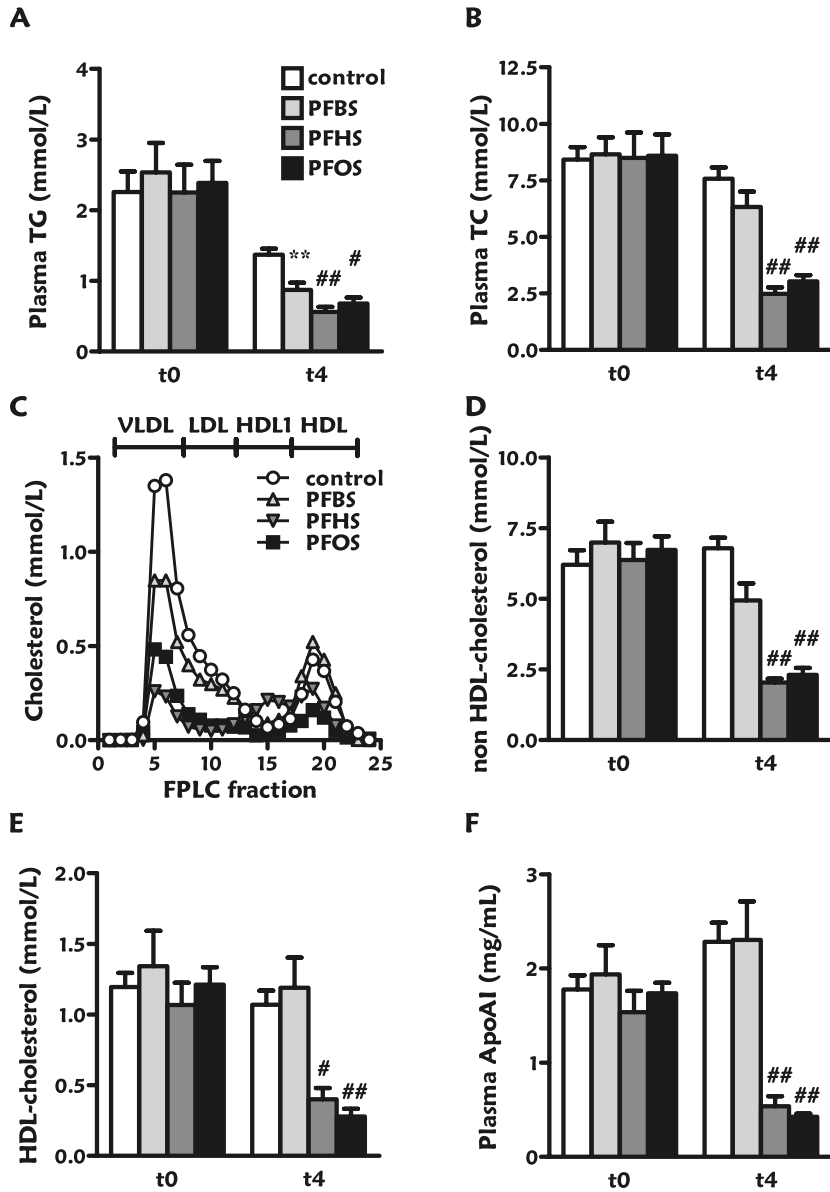 A
Plasma TG (mmol/L)
4
3
2
1
0
control
PFBS
PFHS
PFOS
**
##
#
t0
t4
B
Plasma TC (mmol/L)
12.5
10.0
7.5
5.0
2.5
0.0
##
##
t0
t4
C
VLDL LDL HDL1 HDL
Cholesterol (mmol/L)
1.5
1.0
0.5
0.0
control
PFBS
PFHS
PFOS
0 5 10 15 20 25
FPLC fraction
D
non HDL-cholesterol (mmol/L)
10.0
7.5
5.0
2.5
0.0
##
##
t0
t4
E
HDL-cholesterol (mmol/L)
2.0
1.5
1.0
0.5
0.0
#
##
t0
t4
F
Plasma ApoAI (mg/mL)
3
2
1
0
##
##
t0
t4